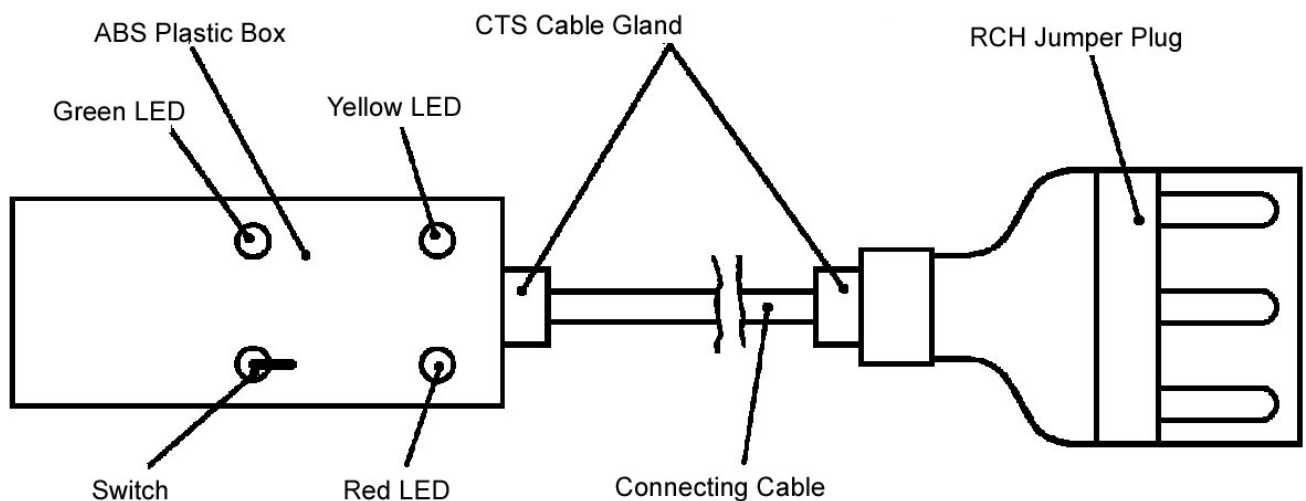 ABS Plastic Box
CTS Cable Gland
RCH Jumper Plug
Green LED
Yellow LED
Switch
Red LED
Connecting Cable